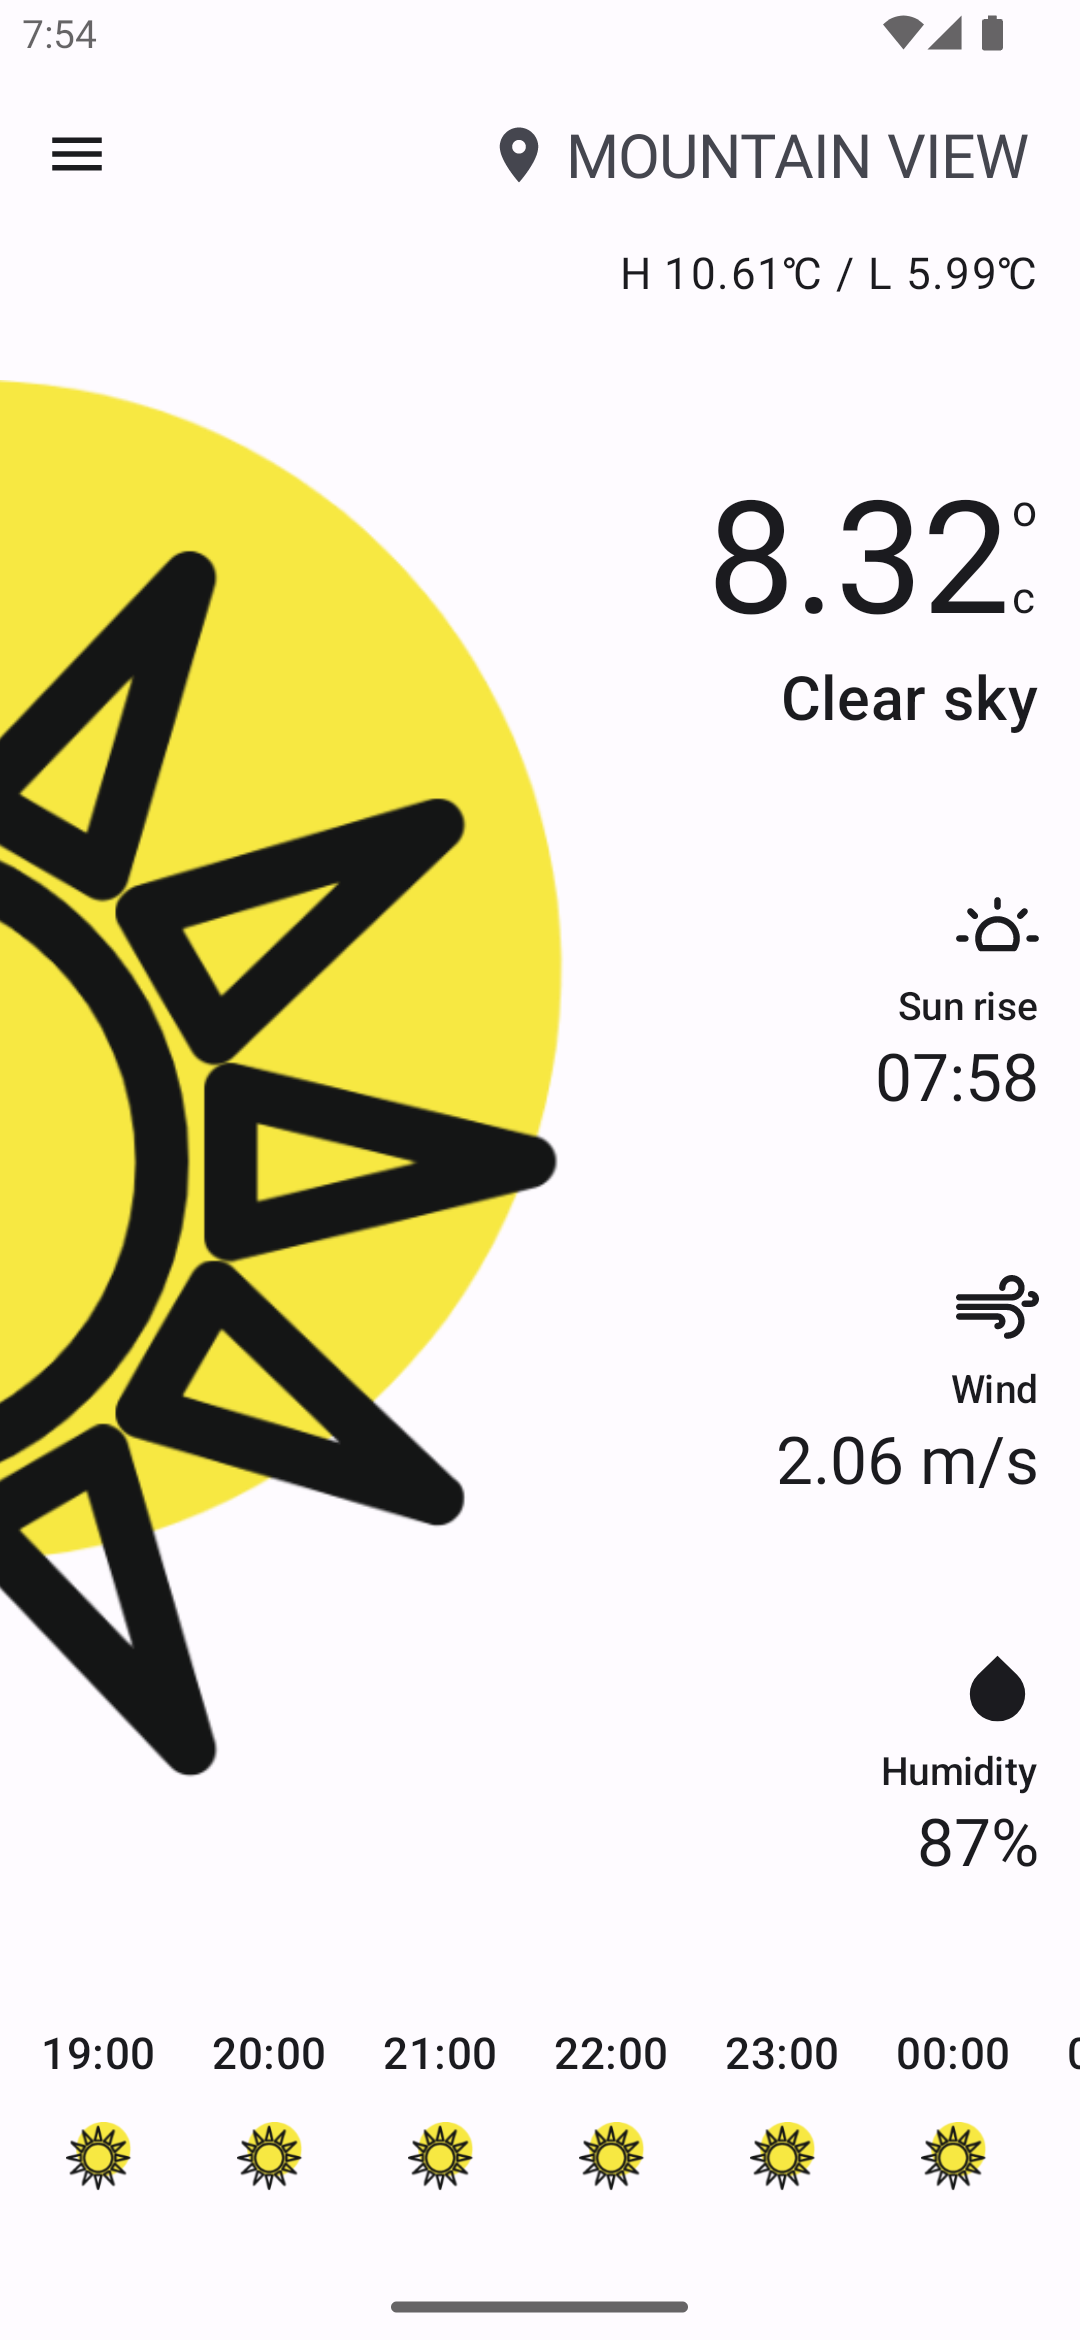 7:54
MOUNTAIN VIEW
H 10.61℃ / L 5.99℃
8.32 o c
Clear sky
Sun rise
07:58
Wind
2.06 m/s
Humidity
87%
19:00 20:00 21:00 22:00 23:00 00:00